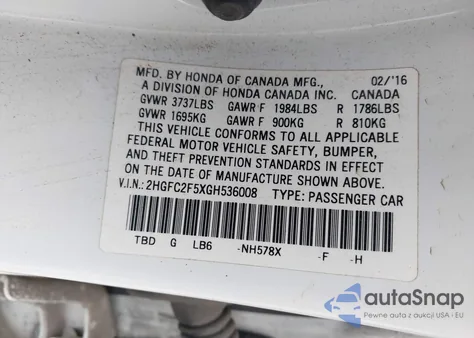 MFD. BY HONDA OF CANADA MFG., 02/'16
A DIVISION OF HONDA CANADA INC. CANADA
GVWR 3737LBS GAWR F 1984LBS R 1786LBS
GVWR 1695KG GAWR F 900KG R 810KG
THIS VEHICLE CONFORMS TO ALL APPLICABLE
FEDERAL MOTOR VEHICLE SAFETY, BUMPER,
AND THEFT PREVENTION STANDARDS IN EFFECT
ON THE DATE OF MANUFACTURE SHOWN ABOVE.
V.I.N.: 2HGFC2F5XGH536008 TYPE: PASSENGER CAR
TBD G LB6 -NH578X -F -H
autoSnap
Pewne auta z aukcji USA - EU